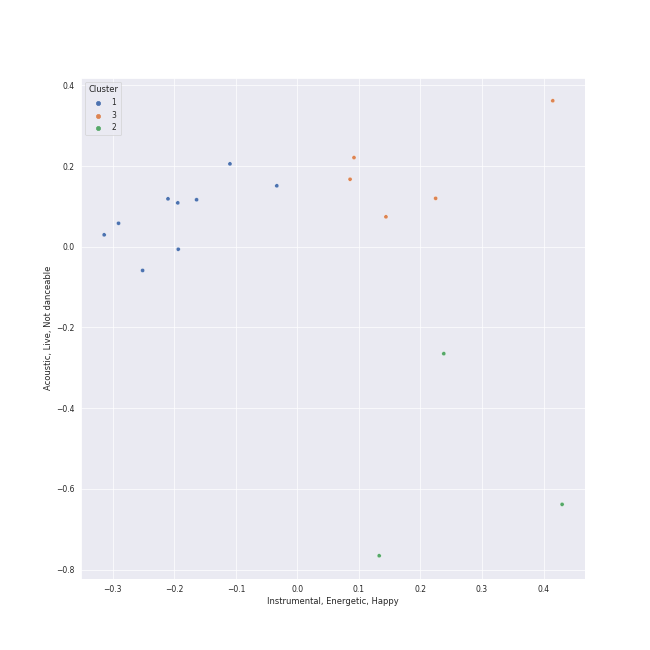 Cluster
1
3
2
0.4
0.2
0.0
−0.2
−0.4
−0.6
−0.8
Acoustic, Live, Not danceable
−0.3 −0.2 −0.1 0.0 0.1 0.2 0.3 0.4
Instrumental, Energetic, Happy